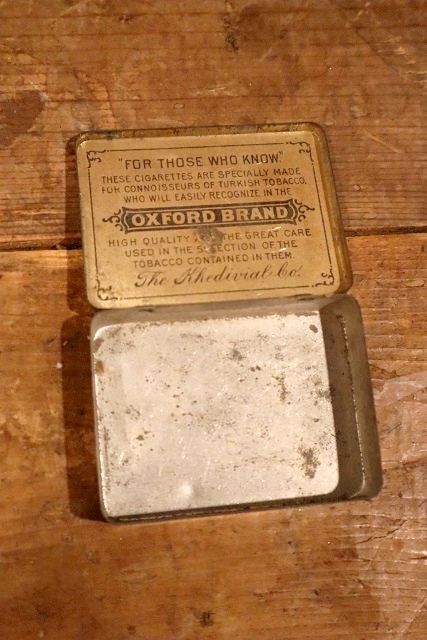 "FOR THOSE WHO KNOW"
THESE CIGARETTES ARE SPECIALLY MADE
FOR CONNOISSEURS OF TURKISH TOBACCO,
WHO WILL EASILY RECOGNIZE IN THE
OXFORD BRAND
HIGH QUALITY THE GREAT CARE
USED IN THE SELECTION OF THE
TOBACCO CONTAINED IN THEM.
The Khedivial Co.